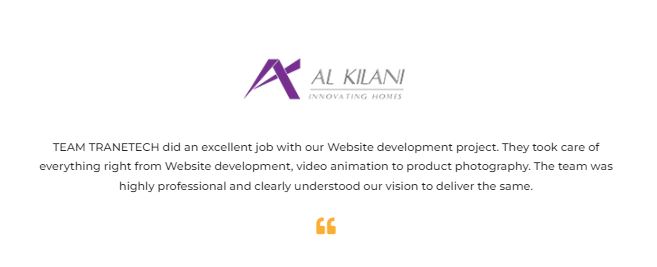 AL KILANI
INNOVATING HOMES
TEAM TRANETECH did an excellent job with our Website development project. They took care of
everything right from Website development, video animation to product photography. The team was
highly professional and clearly understood our vision to deliver the same.
“